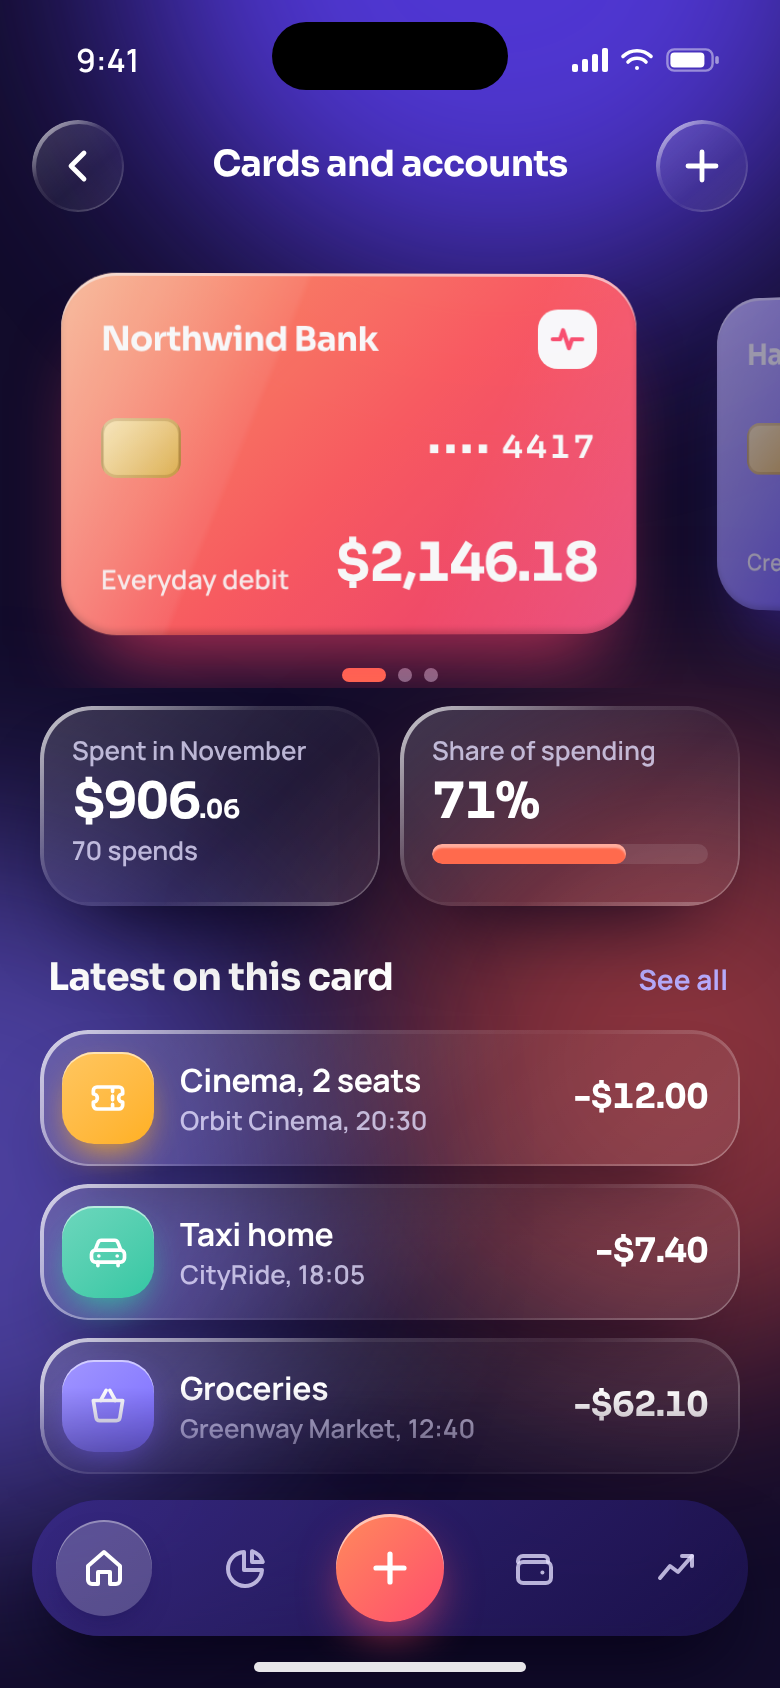 9:41
Cards and accounts
Northwind Bank
•••• 4417
Everyday debit
$2,146.18
Ha
Cre
Spent in November
$906.06
70 spends
Share of spending
71%
Latest on this card
See all
Cinema, 2 seats
Orbit Cinema, 20:30
-$12.00
Taxi home
CityRide, 18:05
-$7.40
Groceries
Greenway Market, 12:40
-$62.10